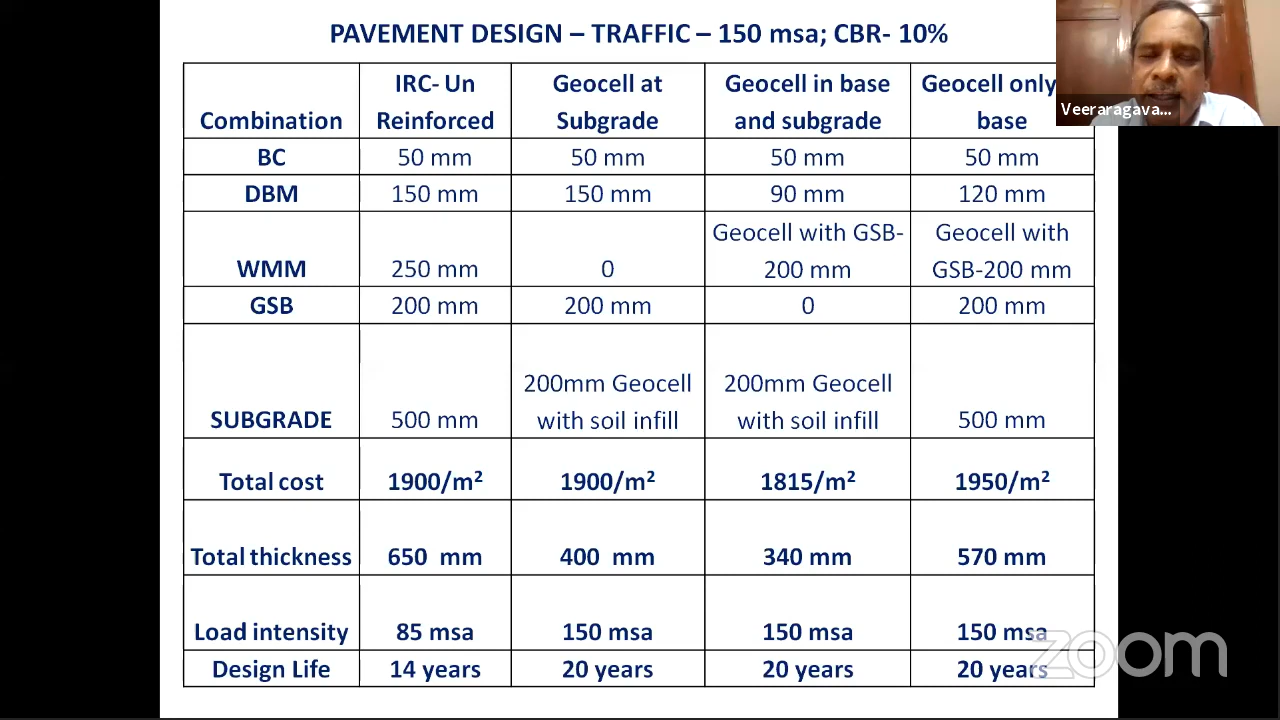 PAVEMENT DESIGN – TRAFFIC – 150 msa; CBR- 10%
Veeraragava...
Combination IRC- Un Reinforced Geocell at Subgrade Geocell in base and subgrade Geocell only base
BC 50 mm 50 mm 50 mm 50 mm
DBM 150 mm 150 mm 90 mm 120 mm
WMM 250 mm 0 Geocell with GSB-200 mm Geocell with GSB-200 mm
GSB 200 mm 200 mm 0 200 mm
SUBGRADE 500 mm 200mm Geocell with soil infill 200mm Geocell with soil infill 500 mm
Total cost 1900/m² 1900/m² 1815/m² 1950/m²
Total thickness 650 mm 400 mm 340 mm 570 mm
Load intensity 85 msa 150 msa 150 msa 150 msa
Design Life 14 years 20 years 20 years 20 years
zoom